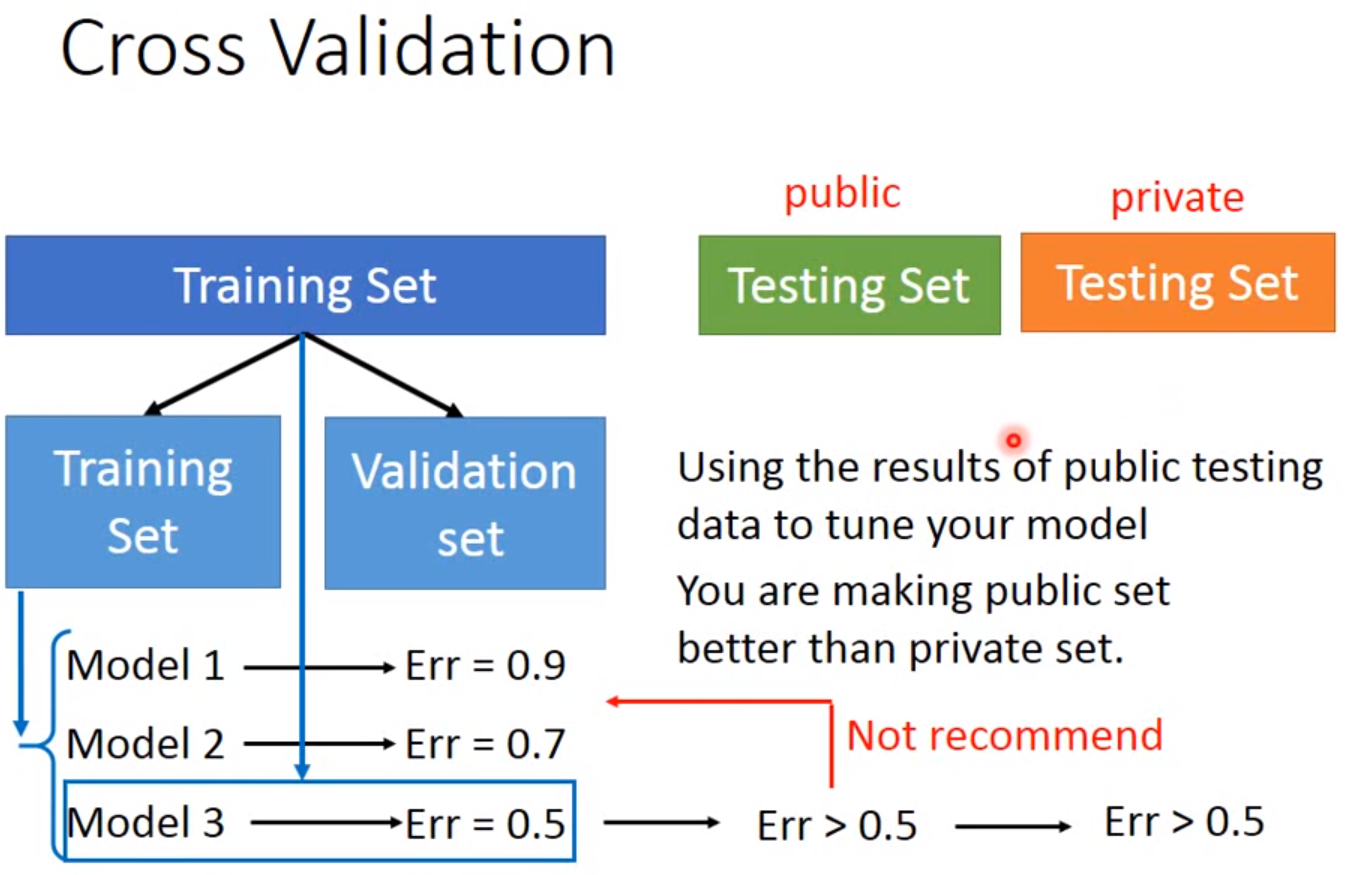 Cross Validation
public
private
Training Set
Testing Set
Testing Set
Training
Set
Validation
set
Using the results of public testing
data to tune your model
You are making public set
better than private set.
Model 1
Err = 0.9
Model 2
Err = 0.7
Not recommend
Model 3
Err = 0.5
Err > 0.5
Err > 0.5